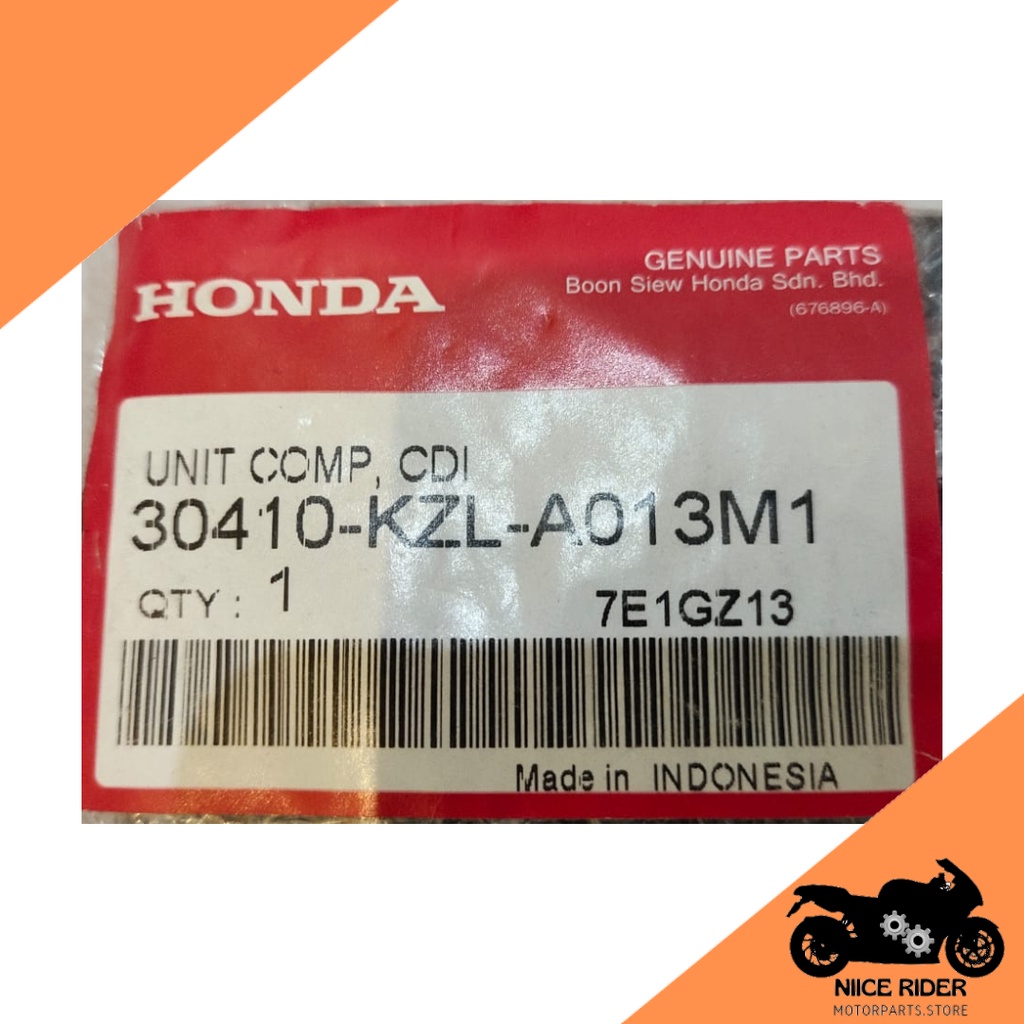 HONDA
GENUINE PARTS
Boon Siew Honda Sdn. Bhd.
(676896-A)
UNIT COMP, CDI
30410-KZL-A013M1
QTY : 1
7E1GZ13
Made in INDONESIA
NIICE RIDER
MOTORPARTS.STORE